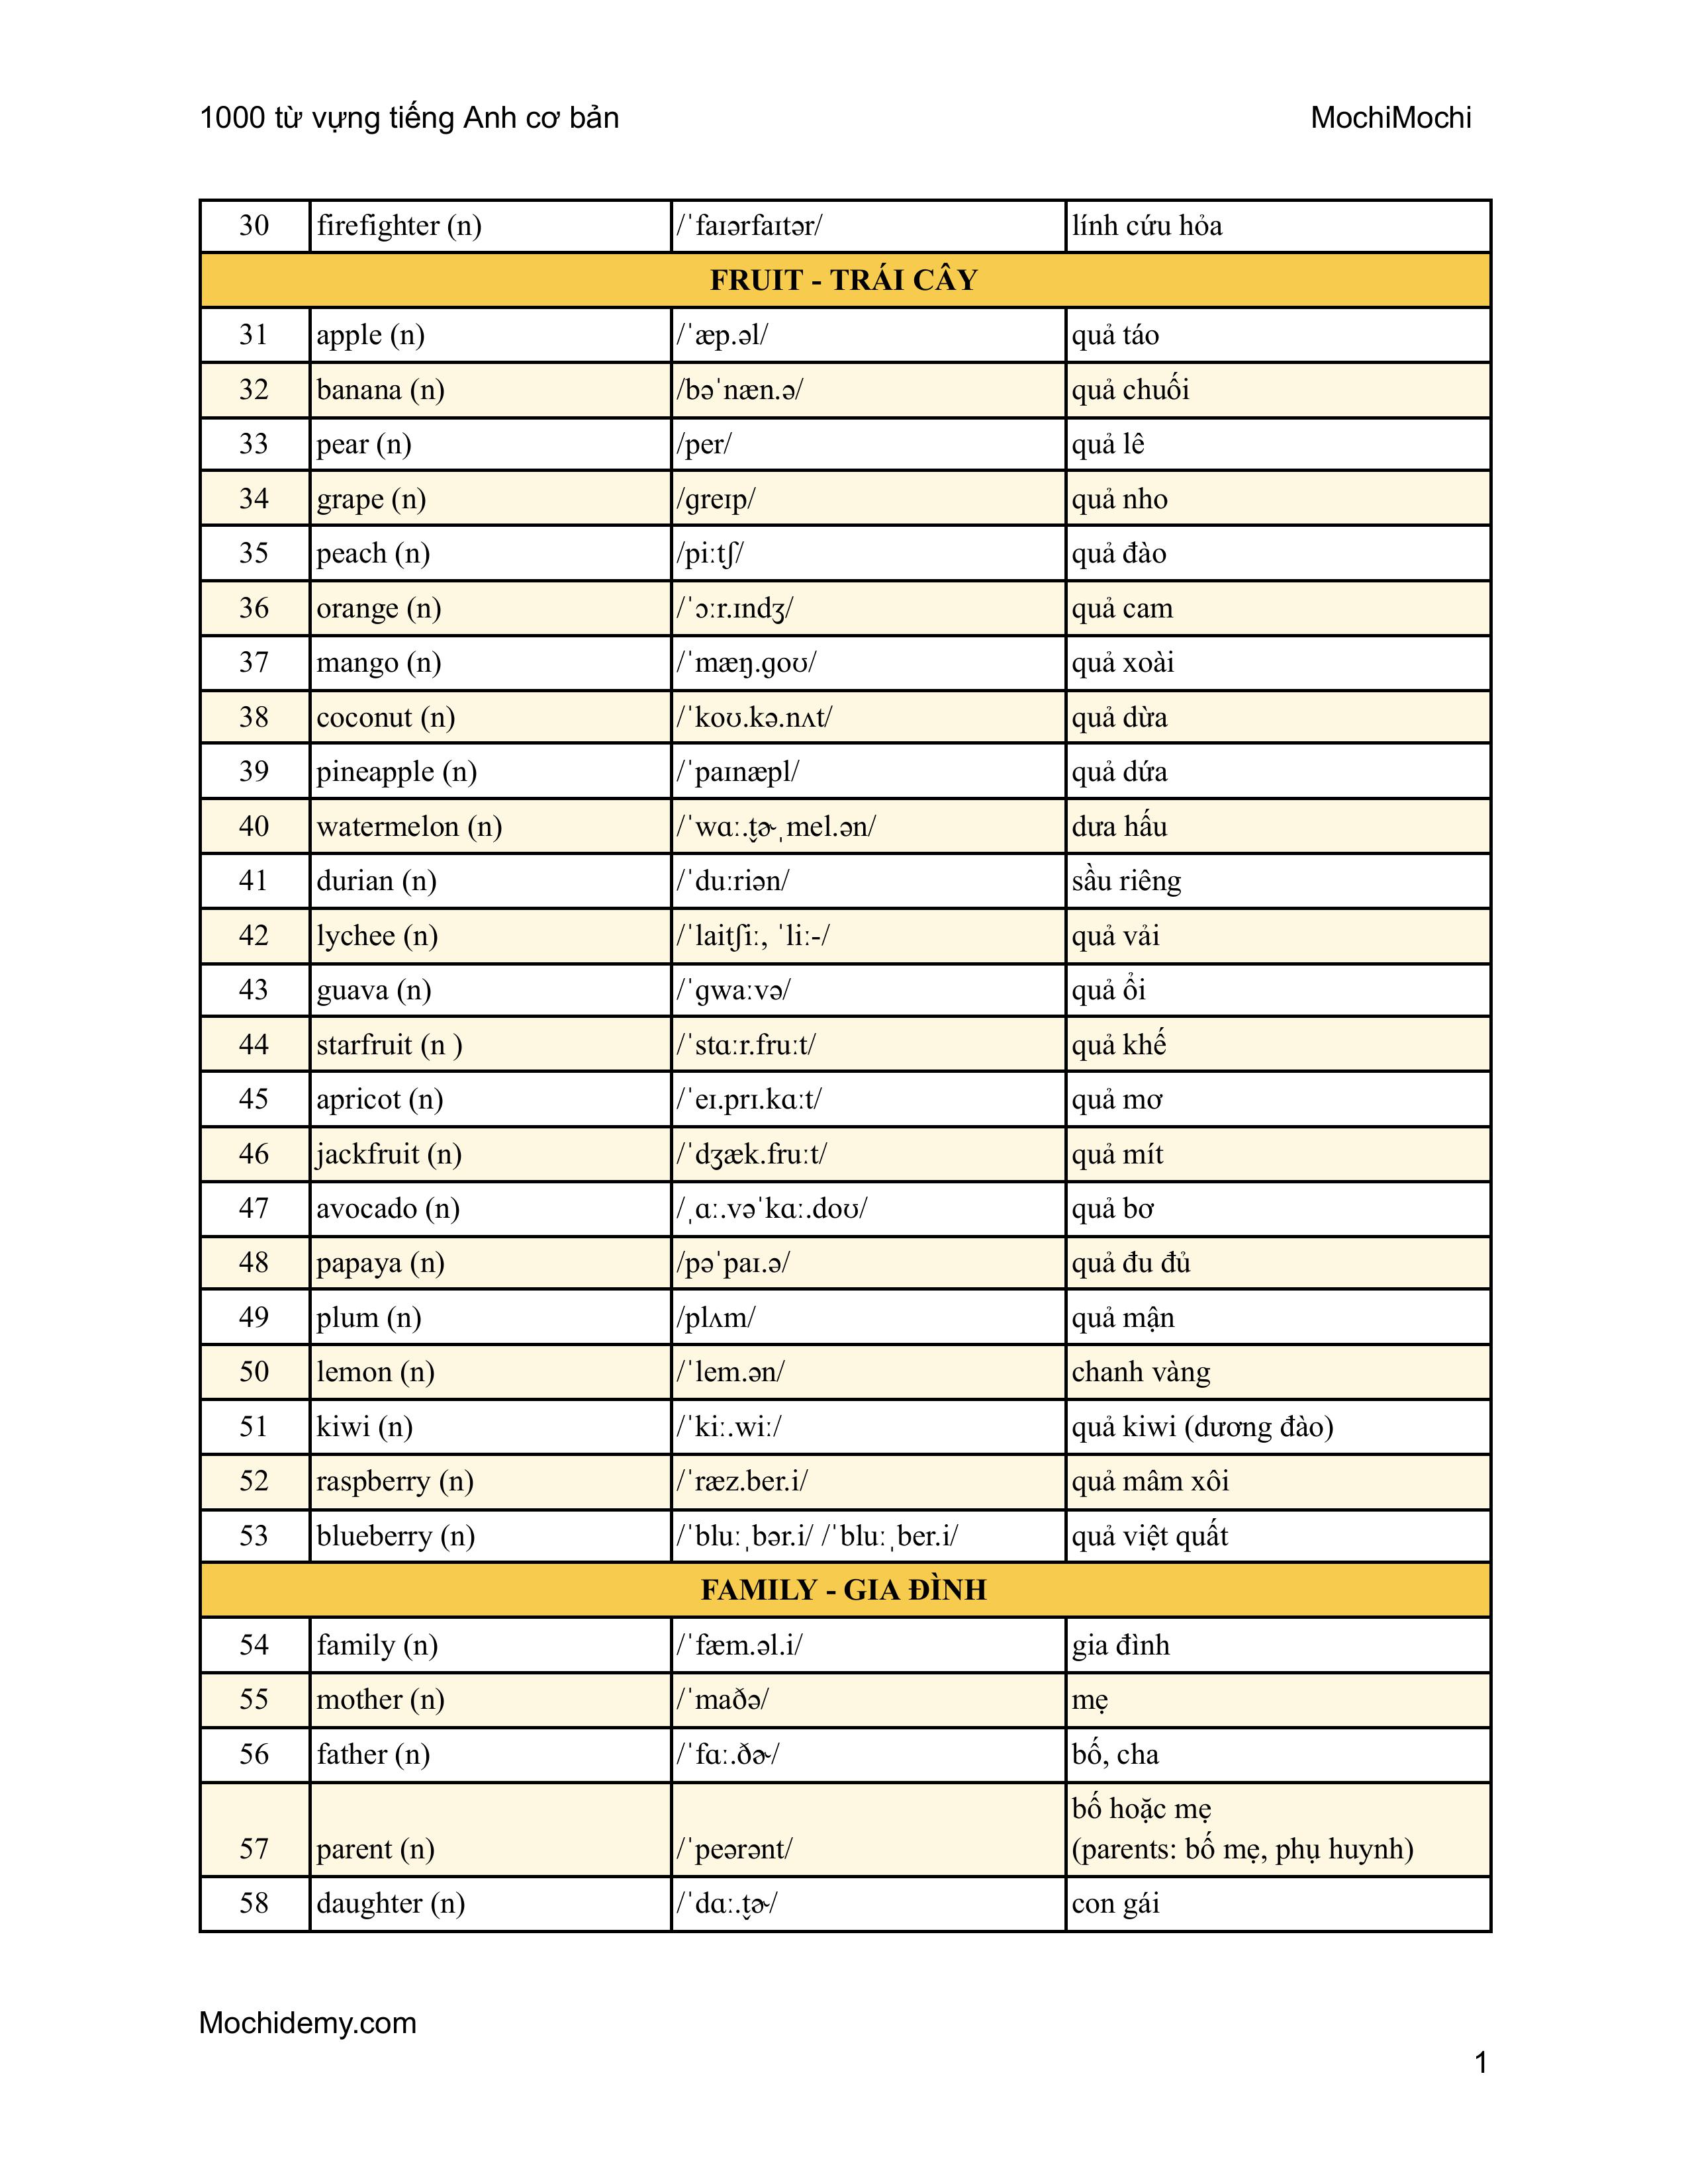 1000 từ vựng tiếng Anh cơ bản MochiMochi
30 firefighter (n) /ˈfaɪərfaɪtər/ lính cứu hỏa
FRUIT - TRÁI CÂY
31 apple (n) /ˈæp.əl/ quả táo
32 banana (n) /bəˈnæn.ə/ quả chuối
33 pear (n) /per/ quả lê
34 grape (n) /ɡreɪp/ quả nho
35 peach (n) /piːtʃ/ quả đào
36 orange (n) /ˈɔːr.ɪndʒ/ quả cam
37 mango (n) /ˈmæŋ.ɡoʊ/ quả xoài
38 coconut (n) /ˈkoʊ.kə.nʌt/ quả dừa
39 pineapple (n) /ˈpaɪnæpl/ quả dứa
40 watermelon (n) /ˈwɑː.t̬ɚˌmel.ən/ dưa hấu
41 durian (n) /ˈduːriən/ sầu riêng
42 lychee (n) /ˈlaitʃiː, ˈliː-/ quả vải
43 guava (n) /ˈɡwaːvə/ quả ổi
44 starfruit (n ) /ˈstɑːr.fruːt/ quả khế
45 apricot (n) /ˈeɪ.prɪ.kɑːt/ quả mơ
46 jackfruit (n) /ˈdʒæk.fruːt/ quả mít
47 avocado (n) /ˌɑː.vəˈkɑː.doʊ/ quả bơ
48 papaya (n) /pəˈpaɪ.ə/ quả đu đủ
49 plum (n) /plʌm/ quả mận
50 lemon (n) /ˈlem.ən/ chanh vàng
51 kiwi (n) /ˈkiː.wiː/ quả kiwi (dương đào)
52 raspberry (n) /ˈræz.ber.i/ quả mâm xôi
53 blueberry (n) /ˈbluːˌbər.i/ /ˈbluːˌber.i/ quả việt quất
FAMILY - GIA ĐÌNH
54 family (n) /ˈfæm.əl.i/ gia đình
55 mother (n) /ˈmaðə/ mẹ
56 father (n) /ˈfɑː.ðɚ/ bố, cha
bố hoặc mẹ
57 parent (n) /ˈpeərənt/ (parents: bố mẹ, phụ huynh)
58 daughter (n) /ˈdɑː.t̬ɚ/ con gái
Mochidemy.com
1